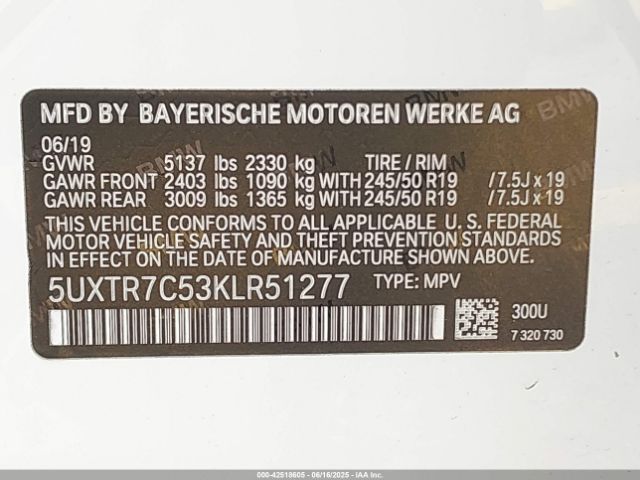 MFD BY BAYERISCHE MOTOREN WERKE AG
06/19
GVWR 5137 lbs 2330 kg TIRE / RIM
GAWR FRONT 2403 lbs 1090 kg WITH 245/50 R19 / 7.5J x 19
GAWR REAR 3009 lbs 1365 kg WITH 245/50 R19 / 7.5J x 19
THIS VEHICLE CONFORMS TO ALL APPLICABLE U. S. FEDERAL
MOTOR VEHICLE SAFETY AND THEFT PREVENTION STANDARDS
IN EFFECT ON THE DATE OF MANUFACTURE SHOWN ABOVE.
5UXTR7C53KLR51277 TYPE: MPV
300U
7 320 730
000-42518605 - 06/16/2025 - IAA Inc.